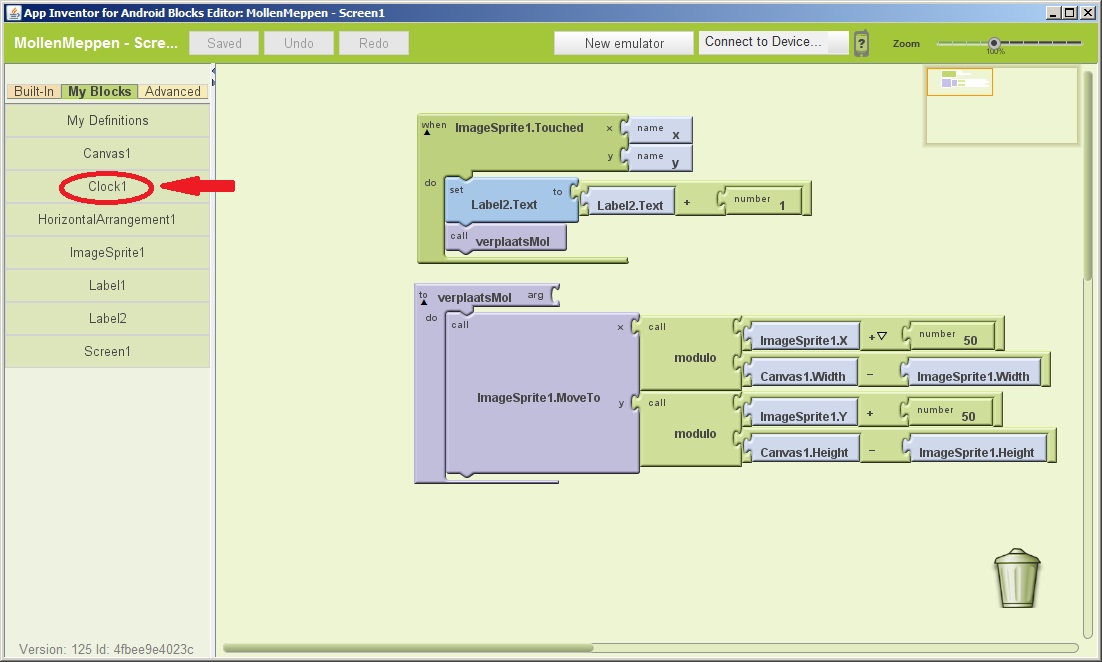 App Inventor for Android Blocks Editor: MollenMeppen - Screen1
MollenMeppen - Scre...
Saved
Undo
Redo
New emulator
Connect to Device...
?
Zoom
100%
Built-In
My Blocks
Advanced
My Definitions
Canvas1
Clock1
HorizontalArrangement1
ImageSprite1
Label1
Label2
Screen1
Version: 125 Id: 4fbee9e4023c
when ImageSprite1.Touched x name x
y name y
do set Label2.Text to Label2.Text + number 1
call verplaatsMol
to verplaatsMol arg
do call ImageSprite1.MoveTo
x call modulo ImageSprite1.X + number 50
Canvas1.Width - ImageSprite1.Width
y call modulo ImageSprite1.Y + number 50
Canvas1.Height - ImageSprite1.Height